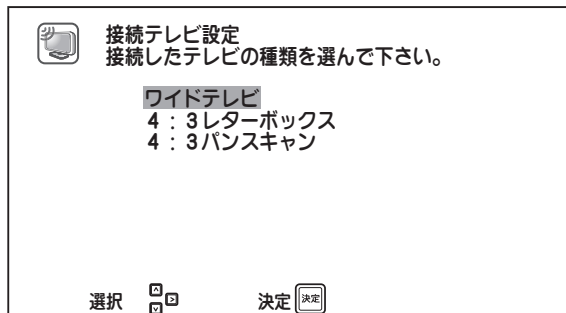 接続テレビ設定
接続したテレビの種類を選んで下さい。
ワイドテレビ
4：3レターボックス
4：3パンスキャン
選択 決定 決定